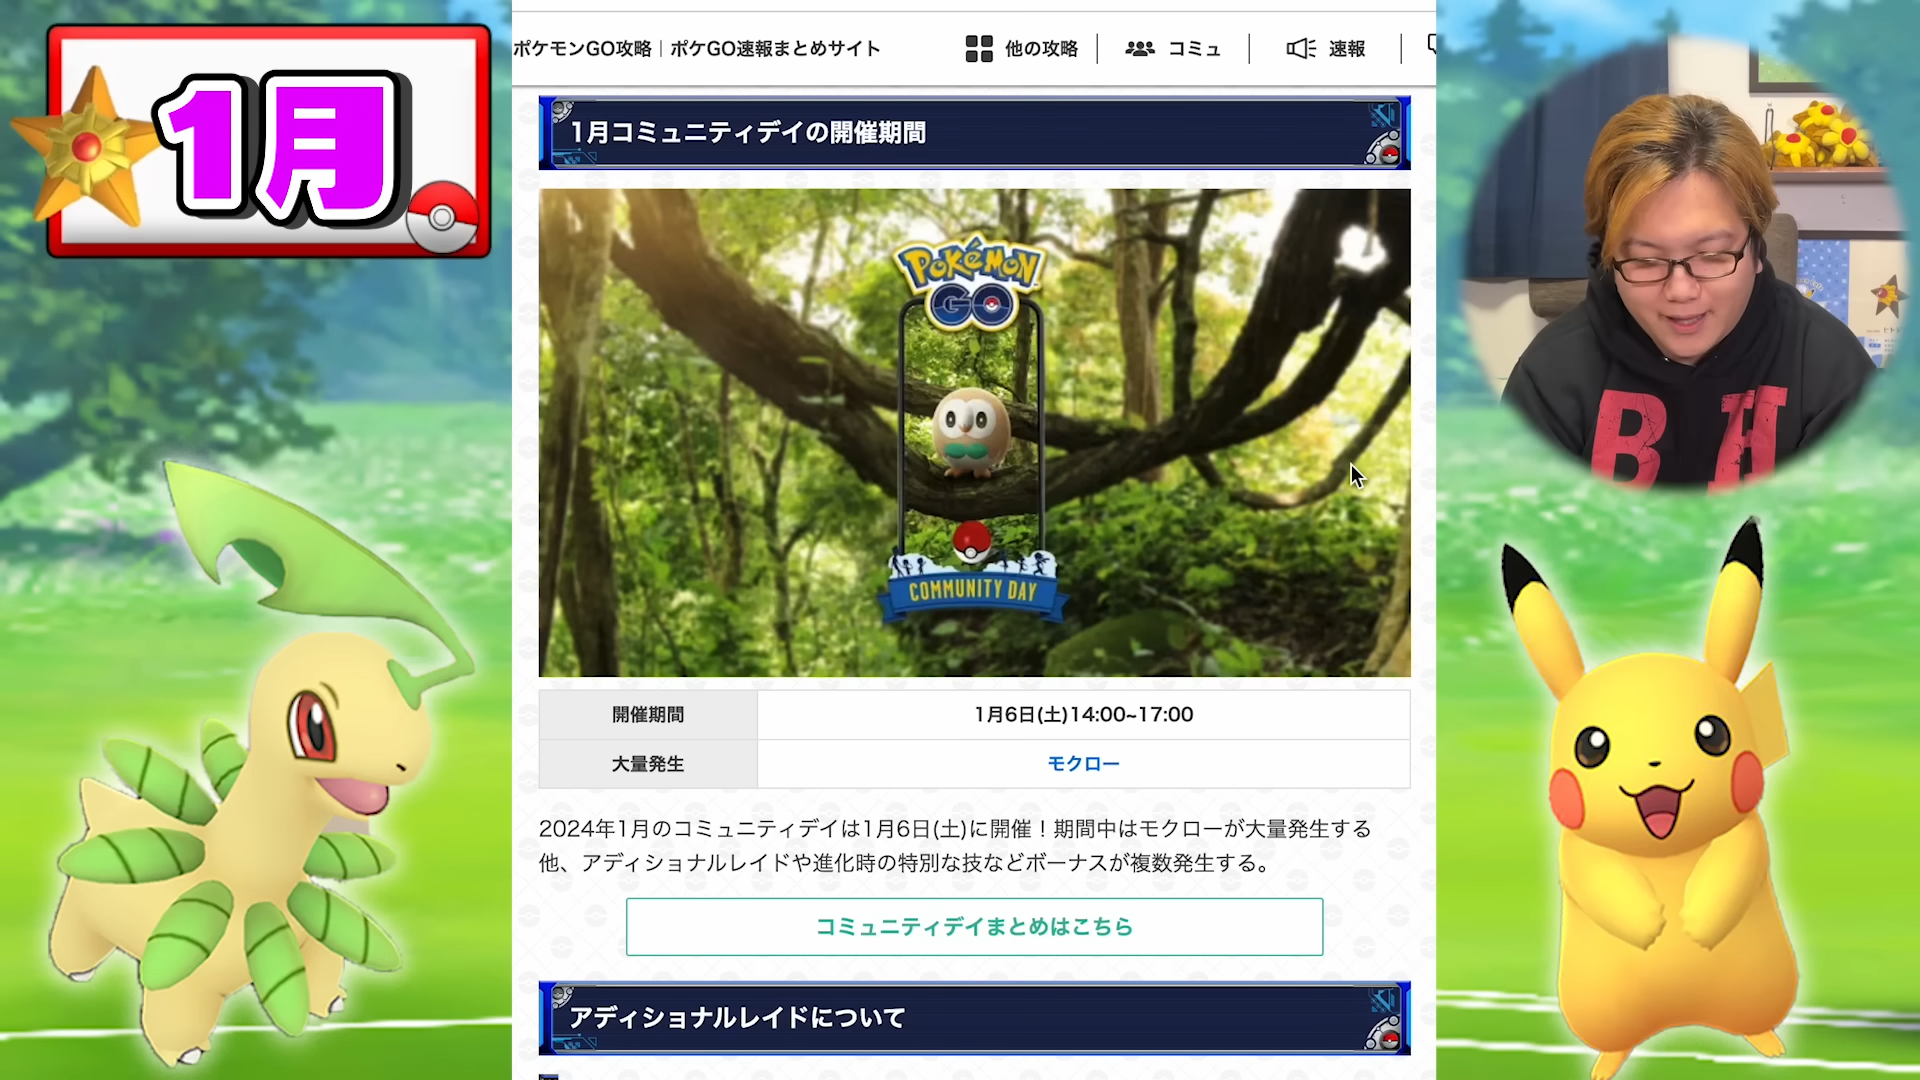 1月
ポケモンGO攻略｜ポケGO速報まとめサイト
他の攻略
コミュ
速報
1月コミュニティデイの開催期間
POKÉMON
GO
COMMUNITY DAY
開催期間
1月6日(土)14:00~17:00
大量発生
モクロー
2024年1月のコミュニティデイは1月6日(土)に開催！期間中はモクローが大量発生する
他、アディショナルレイドや進化時の特別な技などボーナスが複数発生する。
コミュニティデイまとめはこちら
アディショナルレイドについて